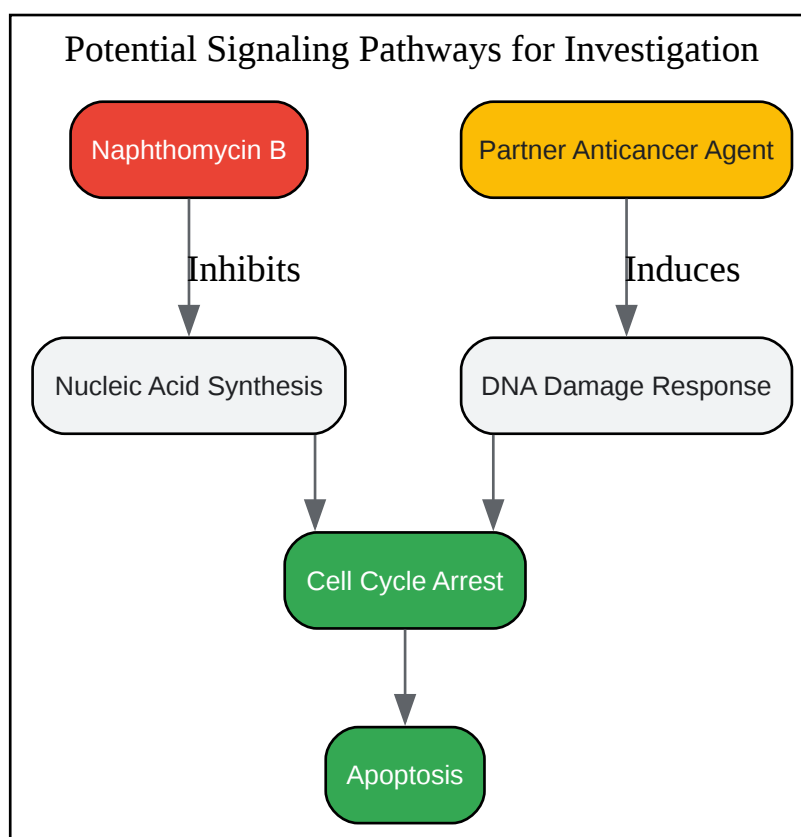 Potential Signaling Pathways for Investigation
Naphthomycin B
Partner Anticancer Agent
Inhibits
Induces
Nucleic Acid Synthesis
DNA Damage Response
Cell Cycle Arrest
Apoptosis